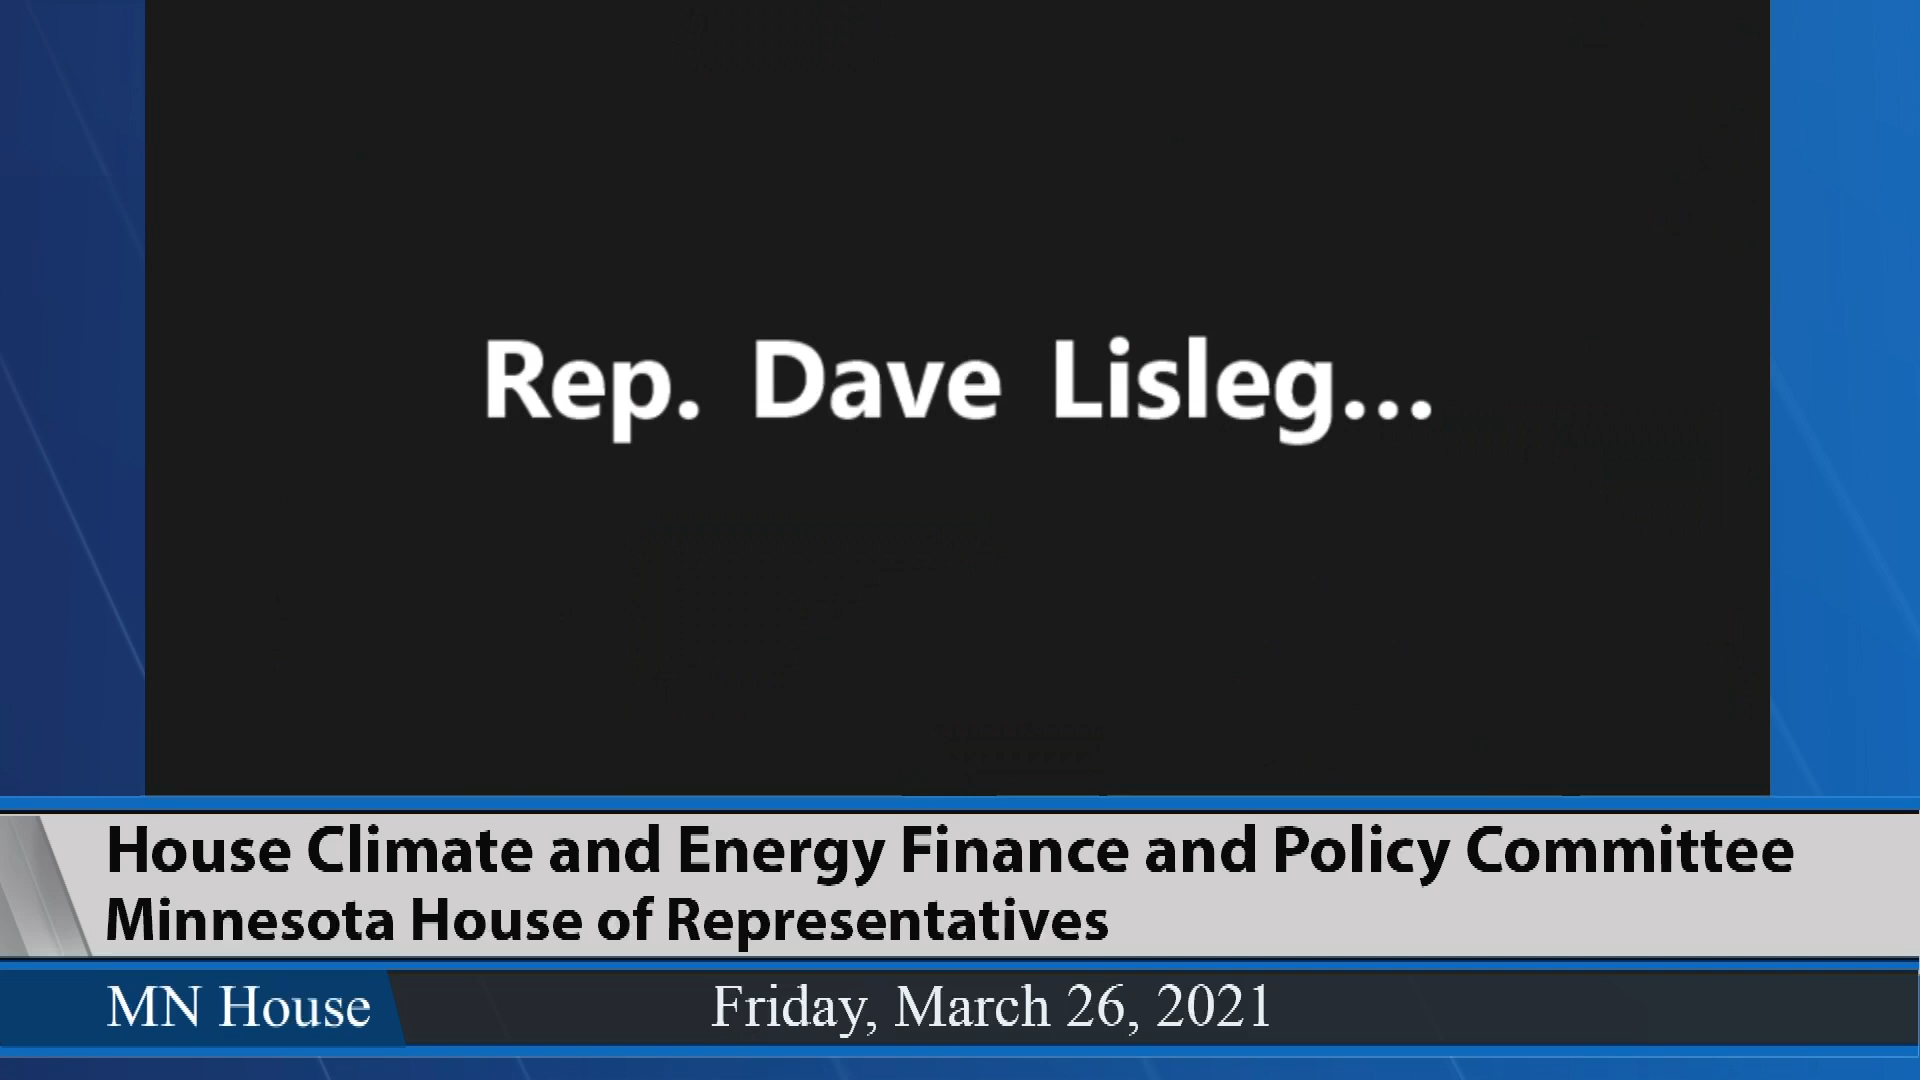 Rep. Dave Lisleg...
House Climate and Energy Finance and Policy Committee
Minnesota House of Representatives
MN House
Friday, March 26, 2021